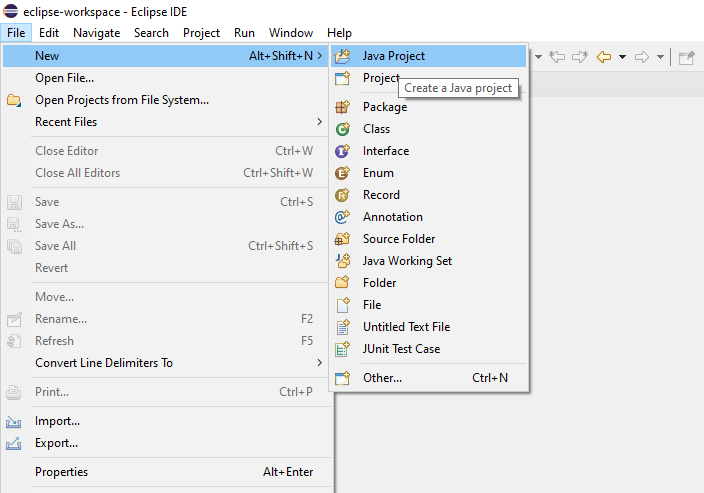 eclipse-workspace - Eclipse IDE
File Edit Navigate Search Project Run Window Help
New Alt+Shift+N >
Open File...
Open Projects from File System...
Recent Files >
Close Editor Ctrl+W
Close All Editors Ctrl+Shift+W
Save Ctrl+S
Save As...
Save All Ctrl+Shift+S
Revert
Move...
Rename... F2
Refresh F5
Convert Line Delimiters To >
Print... Ctrl+P
Import...
Export...
Properties Alt+Enter
Java Project
Project
Create a Java project
Package
Class
Interface
Enum
Record
Annotation
Source Folder
Java Working Set
Folder
File
Untitled Text File
JUnit Test Case
Other... Ctrl+N